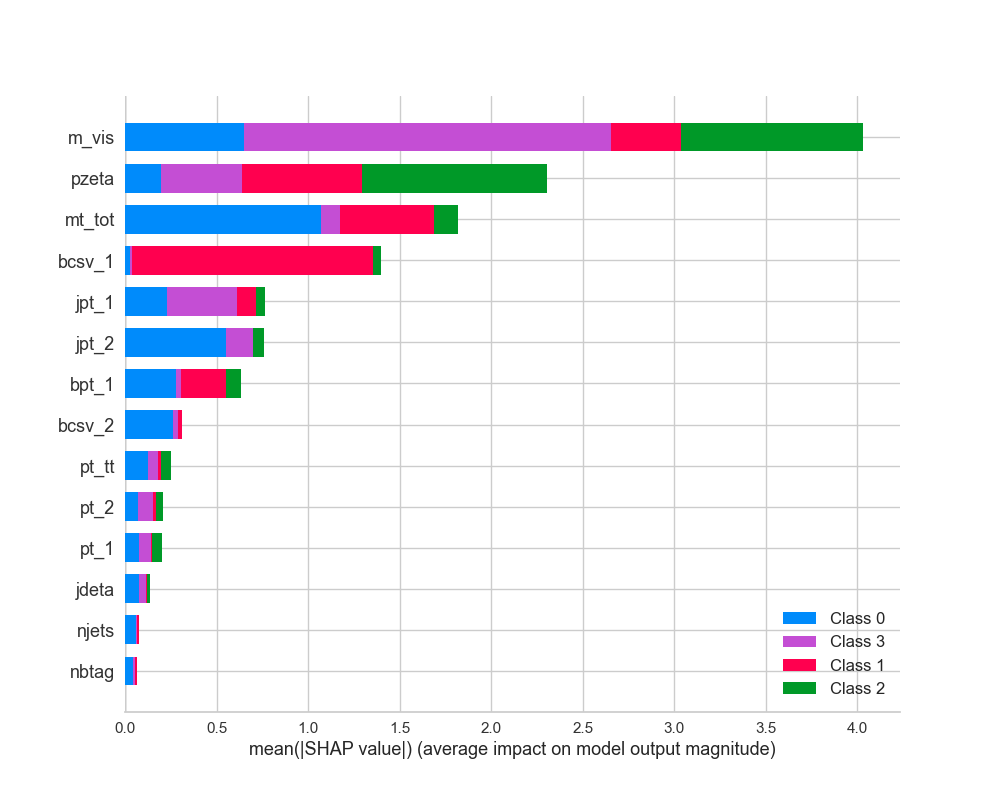 m_vis
pzeta
mt_tot
bcsv_1
jpt_1
jpt_2
bpt_1
bcsv_2
pt_tt
pt_2
pt_1
jdeta
njets
nbtag
Class 0
Class 3
Class 1
Class 2
0.0 0.5 1.0 1.5 2.0 2.5 3.0 3.5 4.0
mean(|SHAP value|) (average impact on model output magnitude)